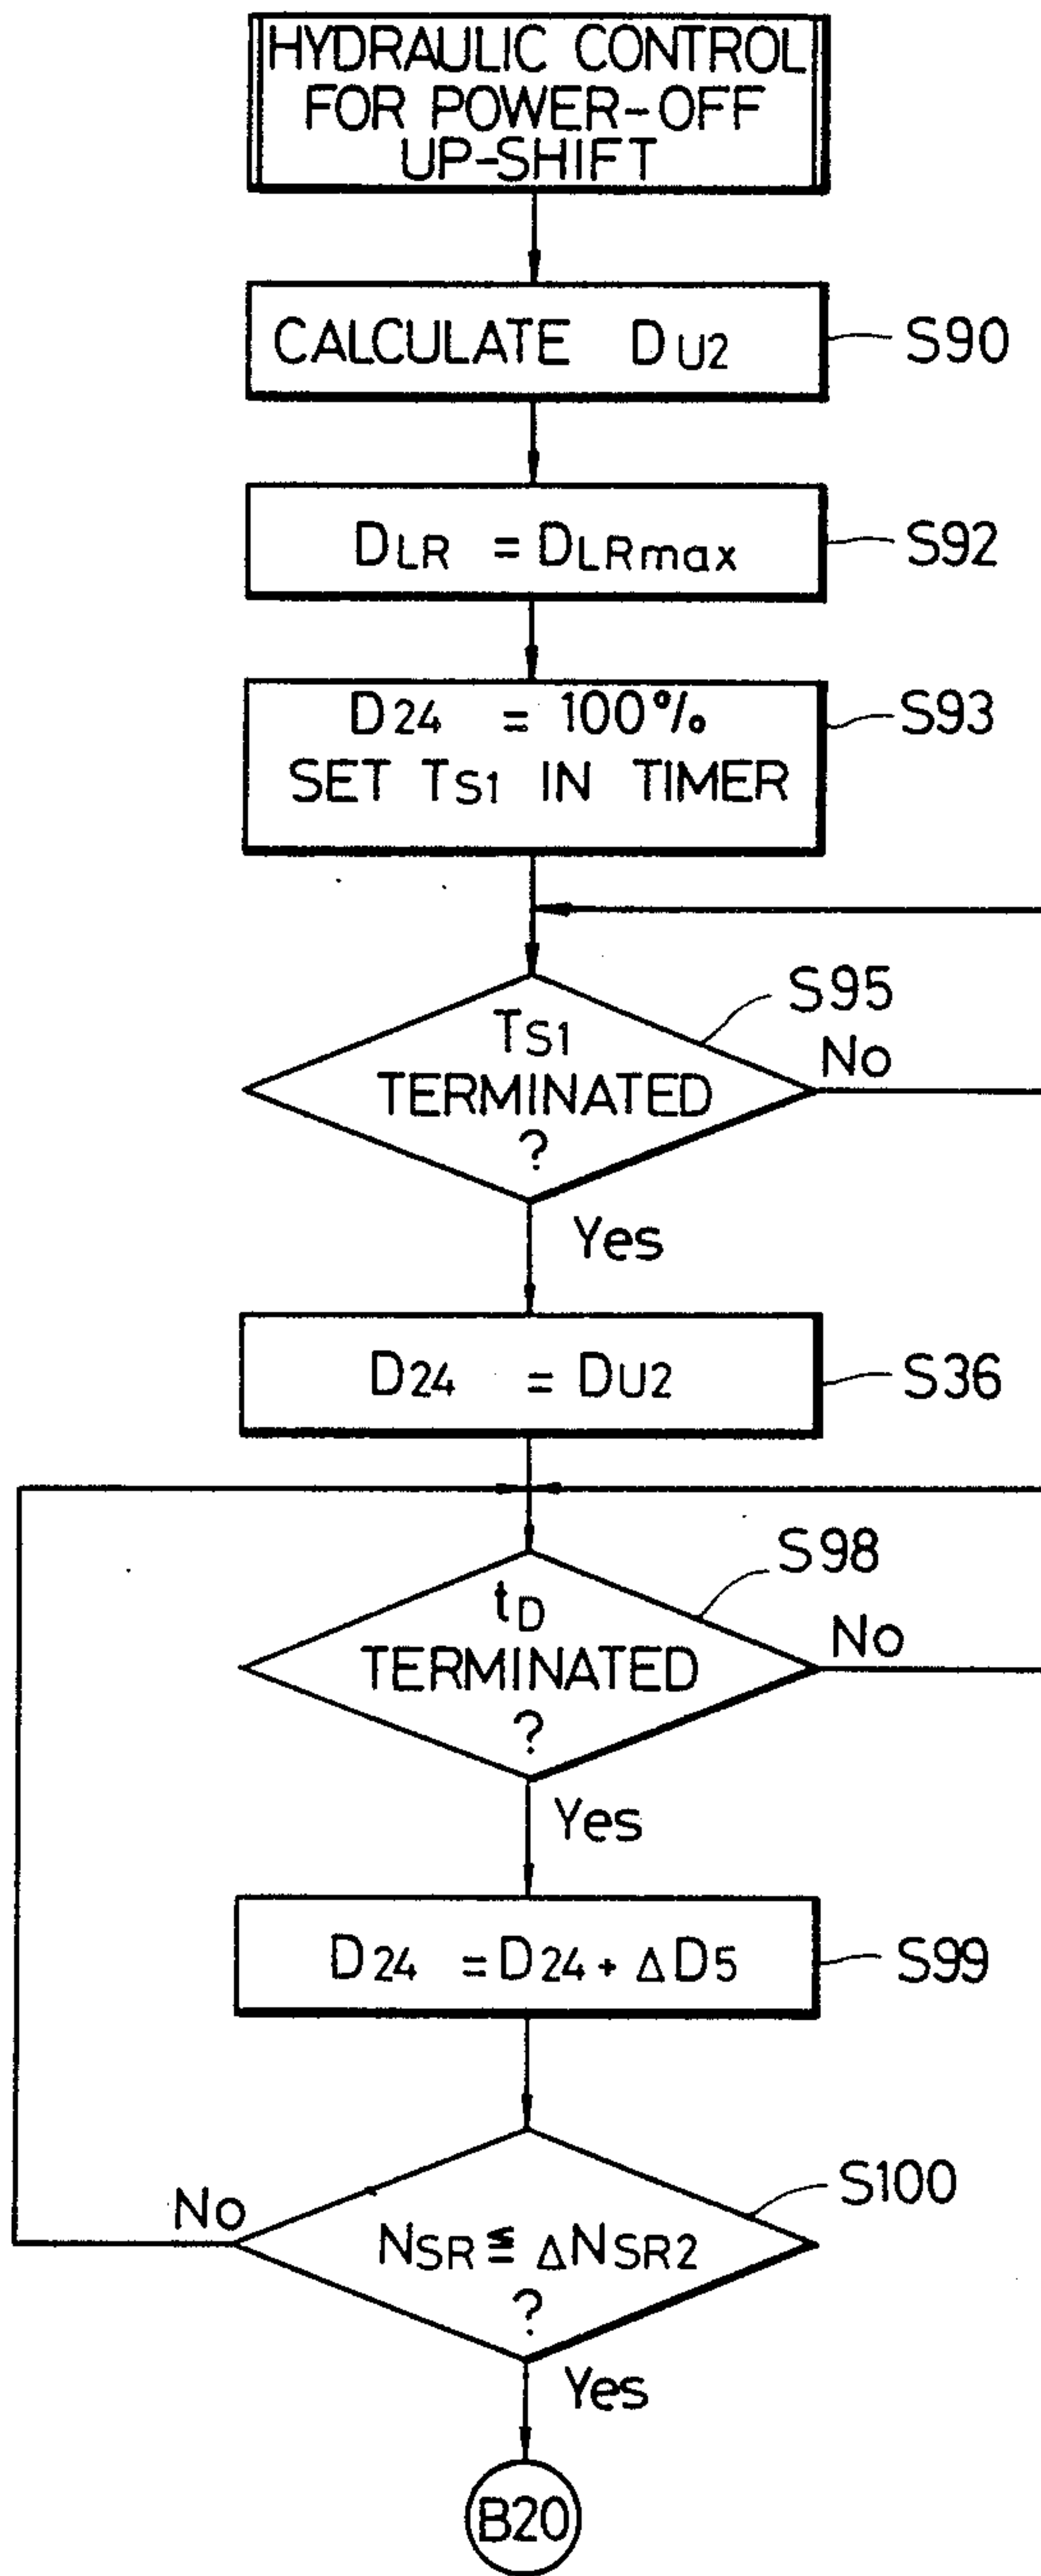 HYDRAULIC CONTROL
FOR POWER-OFF
UP-SHIFT
CALCULATE DU2
S90
DLR = DLRmax
S92
D24 = 100%
SET TS1 IN TIMER
S93
TS1
TERMINATED
?
S95
No
Yes
D24 = DU2
S36
tD
TERMINATED
?
S98
No
Yes
D24 = D24 + ΔD5
S99
NSR ≦ ΔNSR2
?
S100
No
Yes
B20